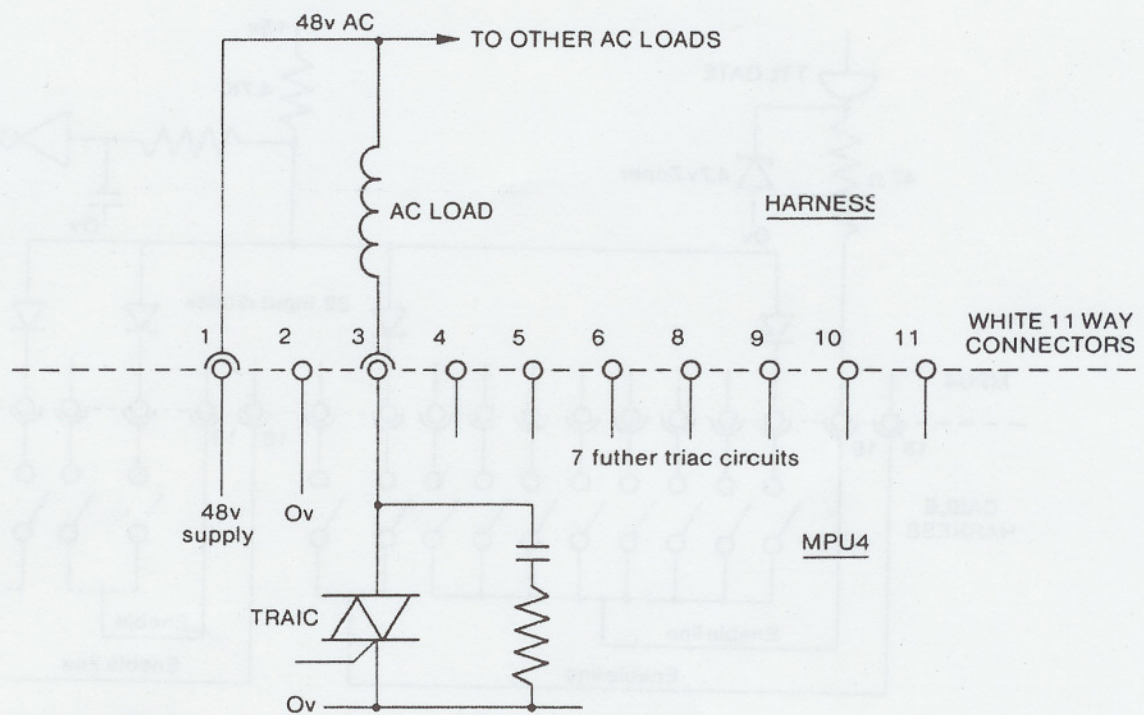 48v AC
TO OTHER AC LOADS
AC LOAD
HARNESS
1 2 3 4 5 6 8 9 10 11
WHITE 11 WAY
CONNECTORS
7 futher triac circuits
48v
supply
Ov
MPU4
TRAIC
Ov